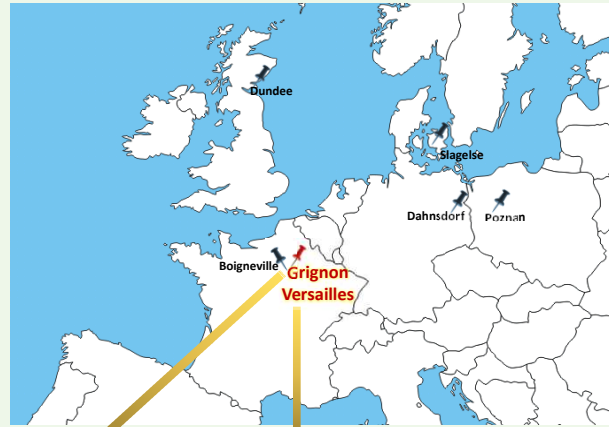 Dundee
Slagelse
Dahnsdorf
Poznan
Boigneville
Grignon
Versailles